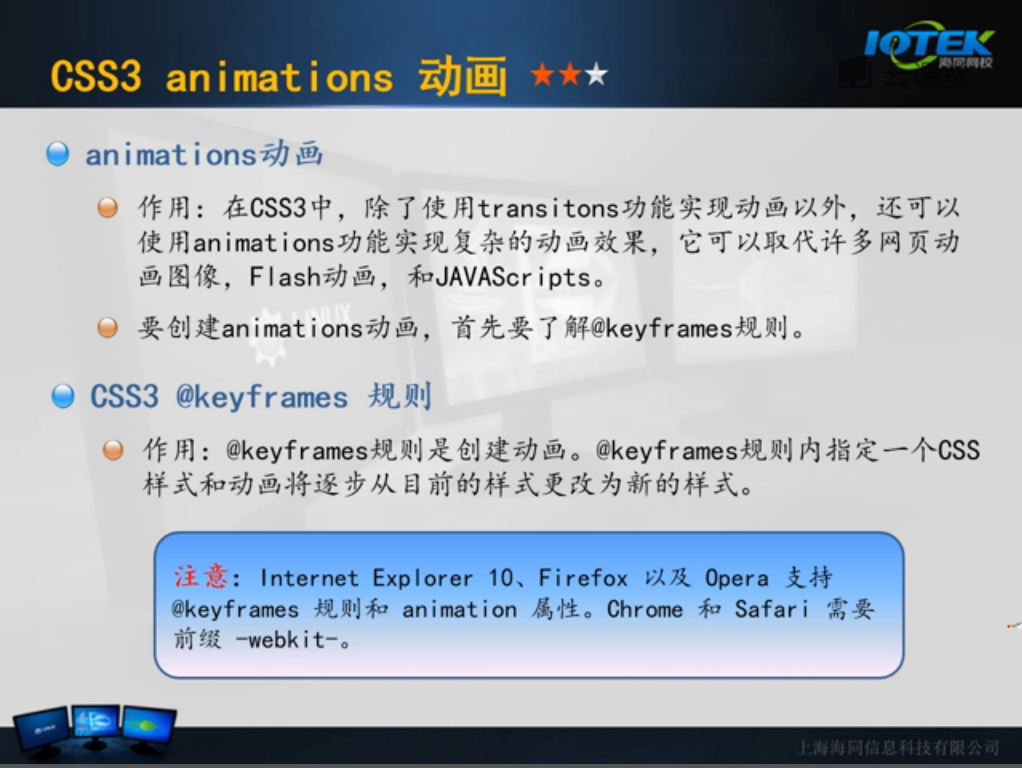 CSS3 animations 动画
IOTEK
海同网校
云课堂
animations动画
作用：在CSS3中，除了使用transitons功能实现动画以外，还可以
使用animations功能实现复杂的动画效果，它可以取代许多网页动
画图像，Flash动画，和JAVAScripts。
LINUX
要创建animations动画，首先要了解@keyframes规则。
CSS3 @keyframes 规则
作用：@keyframes规则是创建动画。@keyframes规则内指定一个CSS
样式和动画将逐步从目前的样式更改为新的样式。
注意：Internet Explorer 10、Firefox 以及 Opera 支持
@keyframes 规则和 animation 属性。Chrome 和 Safari 需要
前缀 -webkit-。
上海海同信息科技有限公司